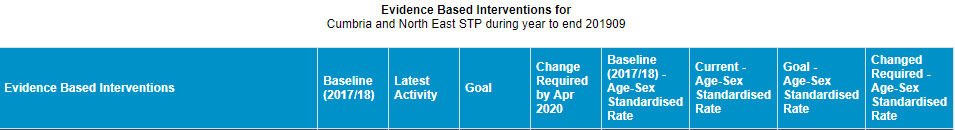 Evidence Based Interventions for
Cumbria and North East STP during year to end 201909
Evidence Based Interventions
Baseline
(2017/18)
Latest
Activity
Goal
Change
Required
by Apr
2020
Baseline
(2017/18) -
Age-Sex
Standardised
Rate
Current -
Age-Sex
Standardised
Rate
Goal -
Age-Sex
Standardised
Rate
Changed
Required -
Age-Sex
Standardised
Rate